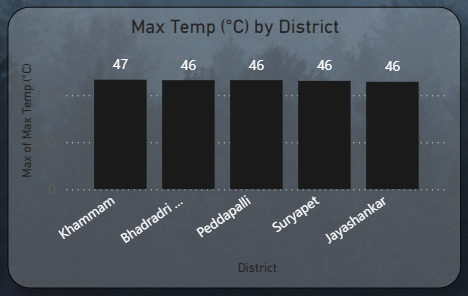 Max Temp (°C) by District
Max of Max Temp (°C)
47 46 46 46 46
0
Khammam
Bhadradri ...
Peddapalli
Suryapet
Jayashankar
District